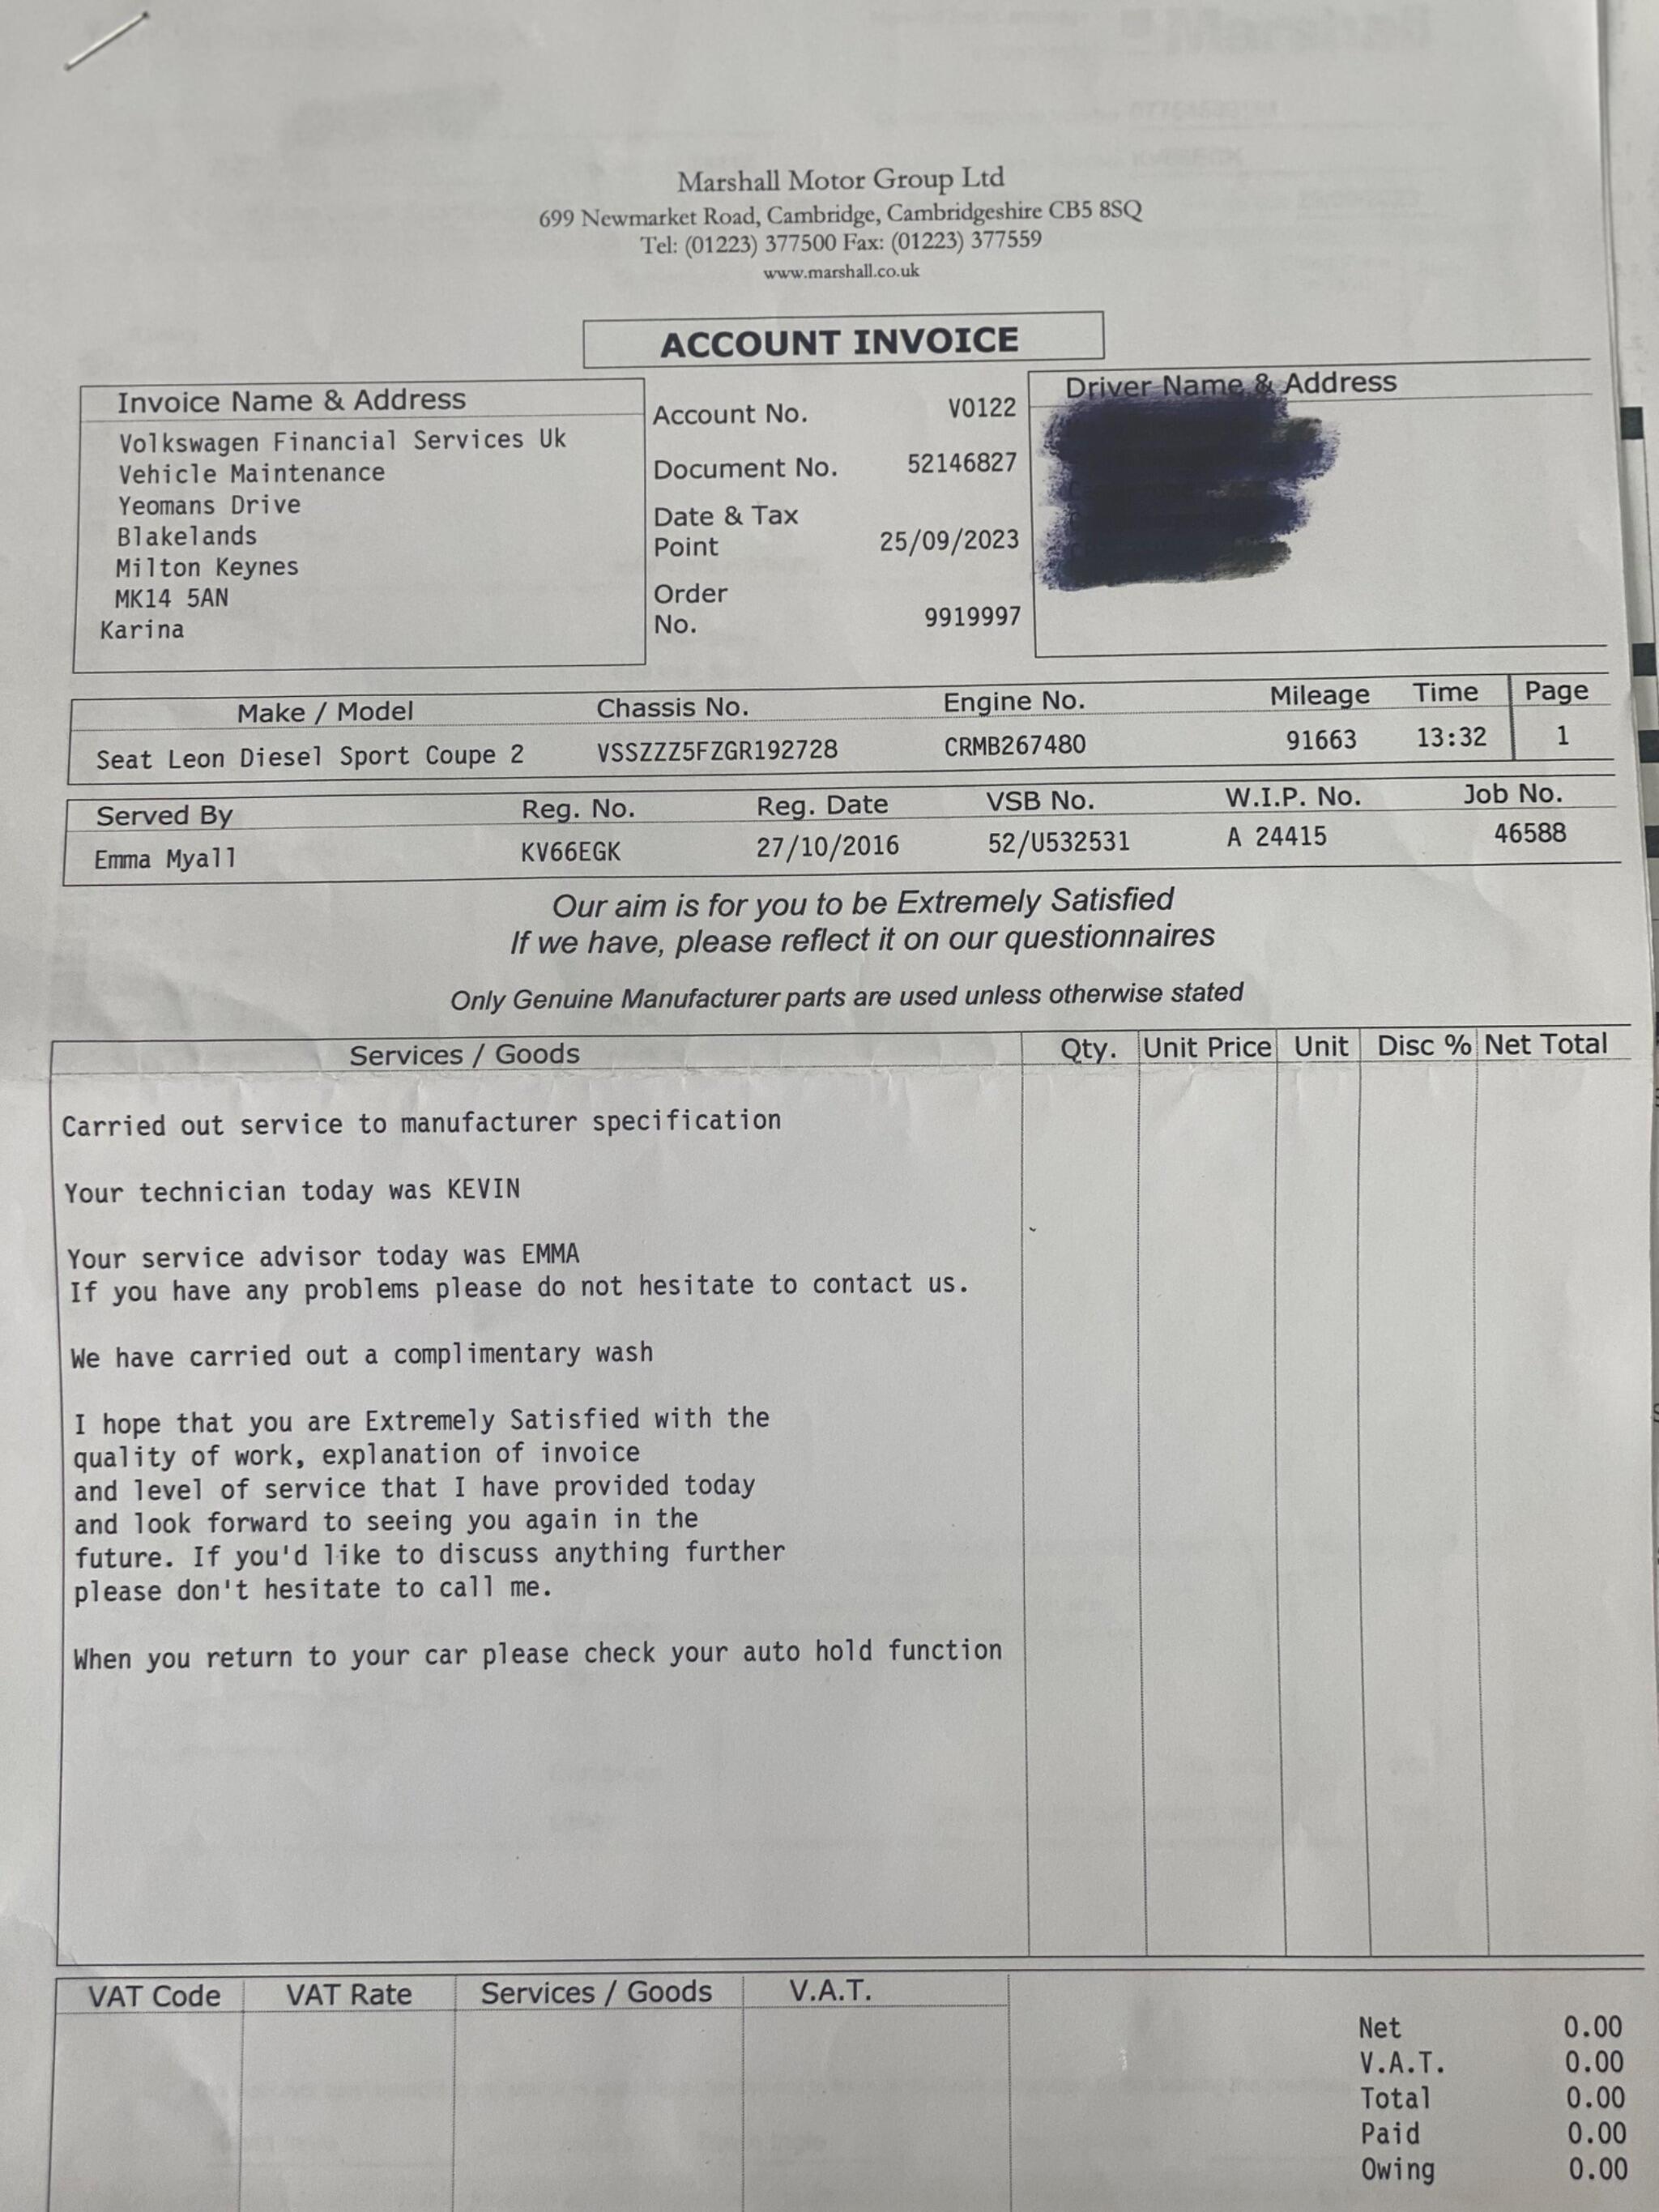 Marshall
Marshall Motor Group Ltd
699 Newmarket Road, Cambridge, Cambridgeshire CB5 8SQ
Tel: (01223) 377500 Fax: (01223) 377559
www.marshall.co.uk
ACCOUNT INVOICE
Invoice Name & Address
Volkswagen Financial Services Uk
Vehicle Maintenance
Yeomans Drive
Blakelands
Milton Keynes
MK14 5AN
Karina
Account No. V0122
Document No. 52146827
Date & Tax
Point 25/09/2023
Order
No. 9919997
Driver Name & Address
Make / Model Chassis No. Engine No. Mileage Time Page
Seat Leon Diesel Sport Coupe 2 VSSZZZ5FZGR192728 CRMB267480 91663 13:32 1
Served By Reg. No. Reg. Date VSB No. W.I.P. No. Job No.
Emma Myall KV66EGK 27/10/2016 52/U532531 A 24415 46588
Our aim is for you to be Extremely Satisfied
If we have, please reflect it on our questionnaires
Only Genuine Manufacturer parts are used unless otherwise stated
Services / Goods Qty. Unit Price Unit Disc % Net Total
Carried out service to manufacturer specification
Your technician today was KEVIN
Your service advisor today was EMMA
If you have any problems please do not hesitate to contact us.
We have carried out a complimentary wash
I hope that you are Extremely Satisfied with the
quality of work, explanation of invoice
and level of service that I have provided today
and look forward to seeing you again in the
future. If you'd like to discuss anything further
please don't hesitate to call me.
When you return to your car please check your auto hold function
VAT Code VAT Rate Services / Goods V.A.T.
Net 0.00
V.A.T. 0.00
Total 0.00
Paid 0.00
Owing 0.00